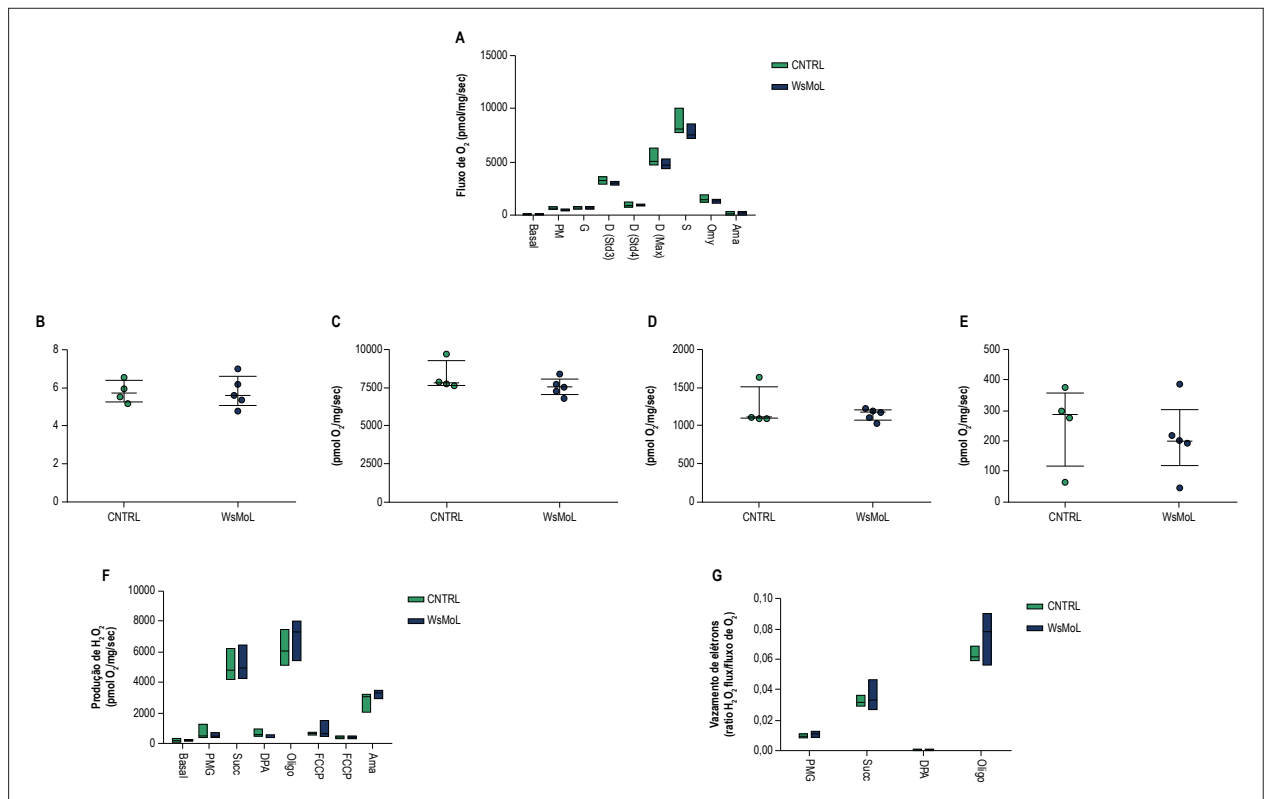 A
Fluxo de O₂ (pmol/mg/sec)
15000
10000
5000
0
Basal
PM
G
D (Std3)
D (Std4)
D (Max)
S
Omy
Ama
CNTRL
WsMoL
B
8
6
4
2
0
CNTRL
WsMoL
C
(pmol O₂/mg/sec)
10000
7500
5000
2500
0
CNTRL
WsMoL
D
(pmol O₂/mg/sec)
2000
1500
1000
500
0
CNTRL
WsMoL
E
(pmol O₂/mg/sec)
500
400
300
200
100
0
CNTRL
WsMoL
F
Produção de H₂O₂
(pmol O₂/mg/sec)
10000
8000
6000
4000
2000
0
Basal
PMG
Succ
DPA
Oligo
FCCP
FCCP
Ama
CNTRL
WsMoL
G
Vazamento de elétrons
(ratio H₂O₂ flux/fluxo de O₂)
0,10
0,08
0,06
0,04
0,02
0,00
PMG
Succ
DPA
Oligo
CNTRL
WsMoL